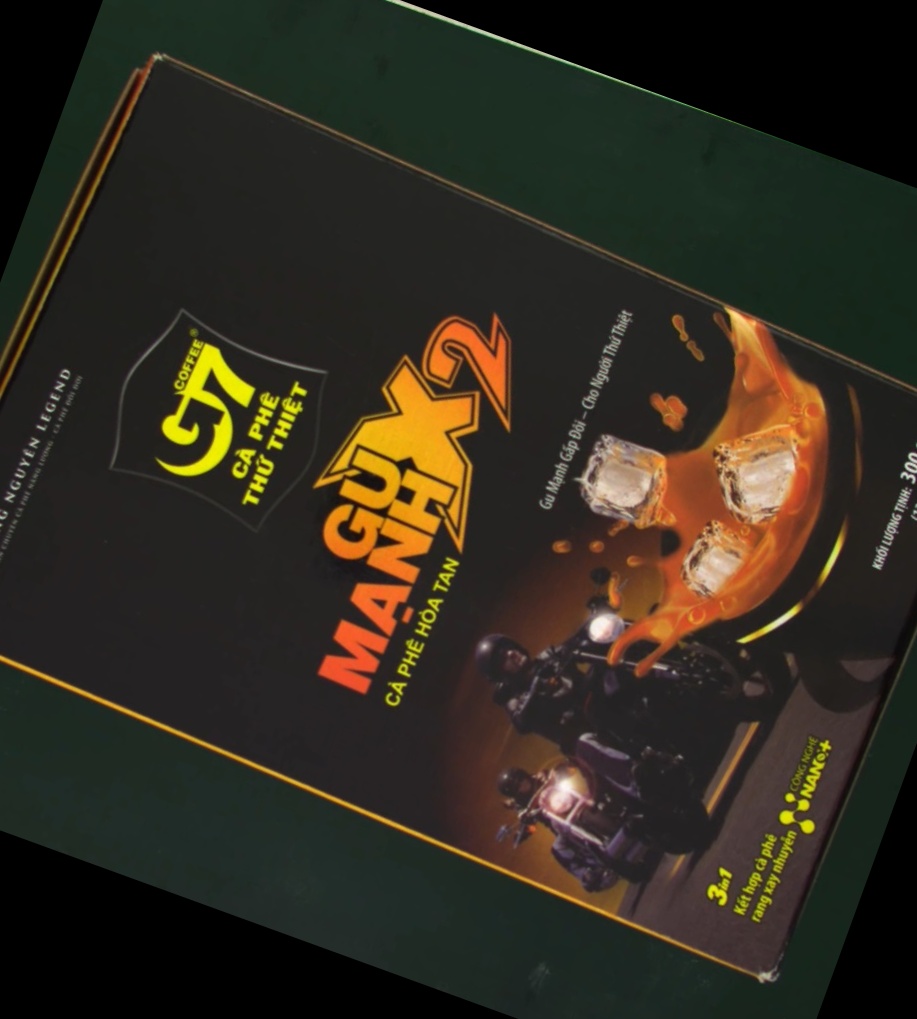 NGUYÊN LEGEND
COFFEE®
G7
CÀ PHÊ
THỨ THIỆT
GU X2
MẠNH
CÀ PHÊ HÒA TAN
Gu Mạnh Gấp Đôi – Cho Người Thứ Thiệt
3in1
Kết hợp cà phê
rang xay nhuyễn
CÔNG NGHỆ
NANO+
KHỐI LƯỢNG TỊNH: 300